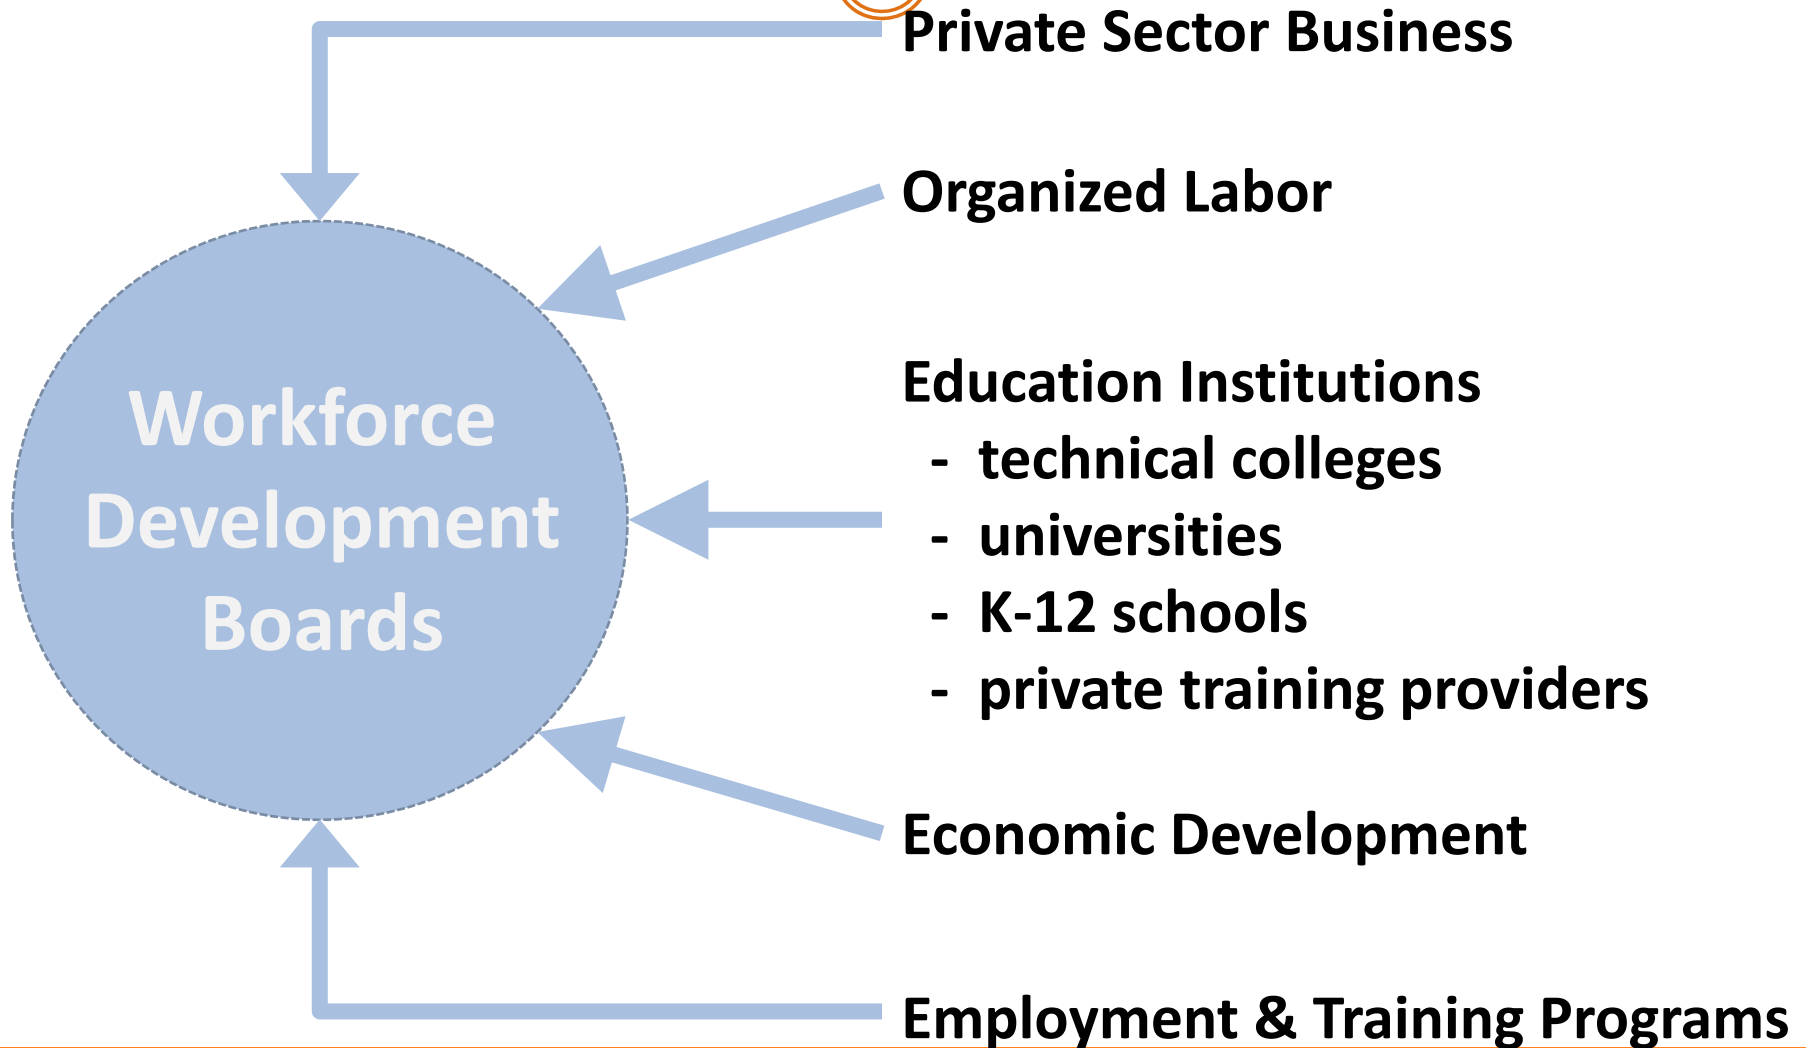 Private Sector Business
Organized Labor
Workforce
Development
Boards
Education Institutions
- technical colleges
- universities
- K-12 schools
- private training providers
Economic Development
Employment & Training Programs